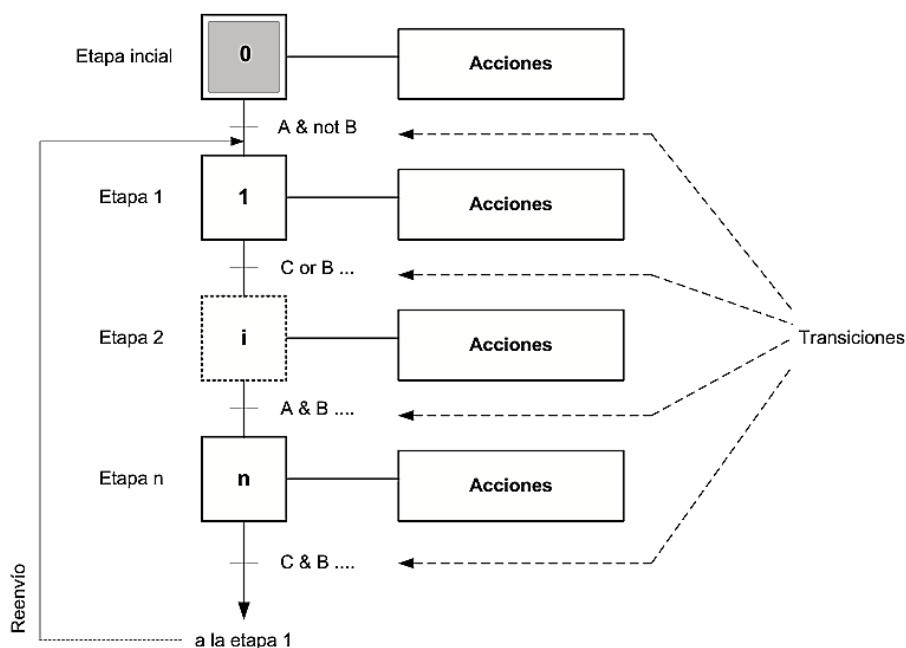 Etapa incial
0
Acciones
A & not B
Etapa 1
1
Acciones
C or B ...
Etapa 2
i
Acciones
Transiciones
A & B ....
Etapa n
n
Acciones
C & B ....
Reenvío
a la etapa 1